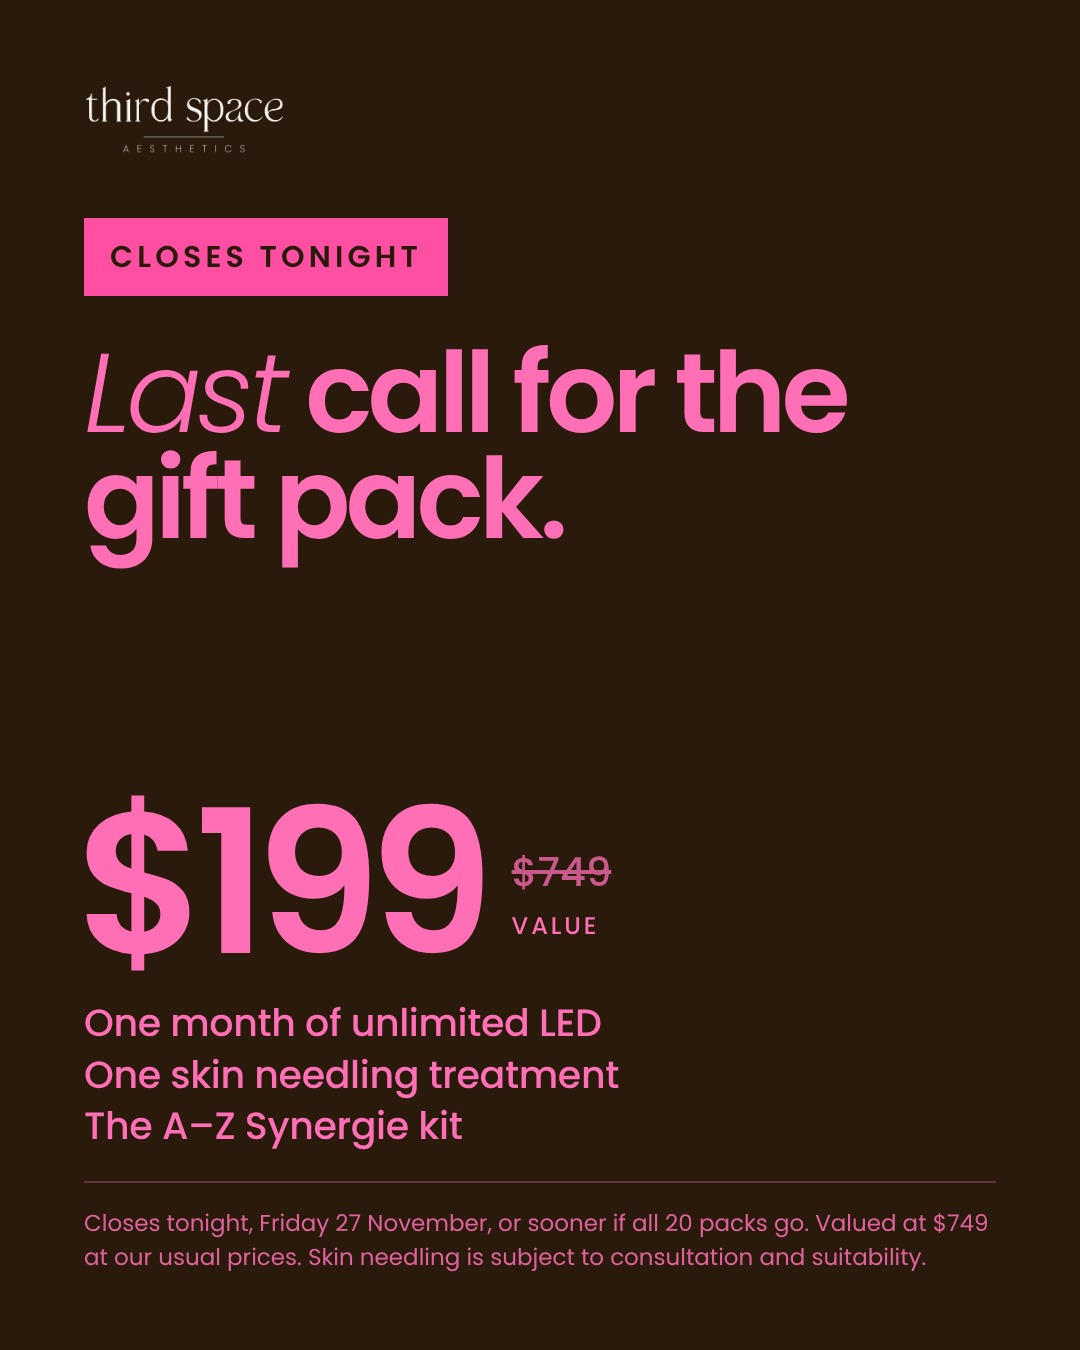 third space
AESTHETICS
CLOSES TONIGHT
Last call for the
gift pack.
$199
$749
VALUE
One month of unlimited LED
One skin needling treatment
The A–Z Synergie kit
Closes tonight, Friday 27 November, or sooner if all 20 packs go. Valued at $749
at our usual prices. Skin needling is subject to consultation and suitability.